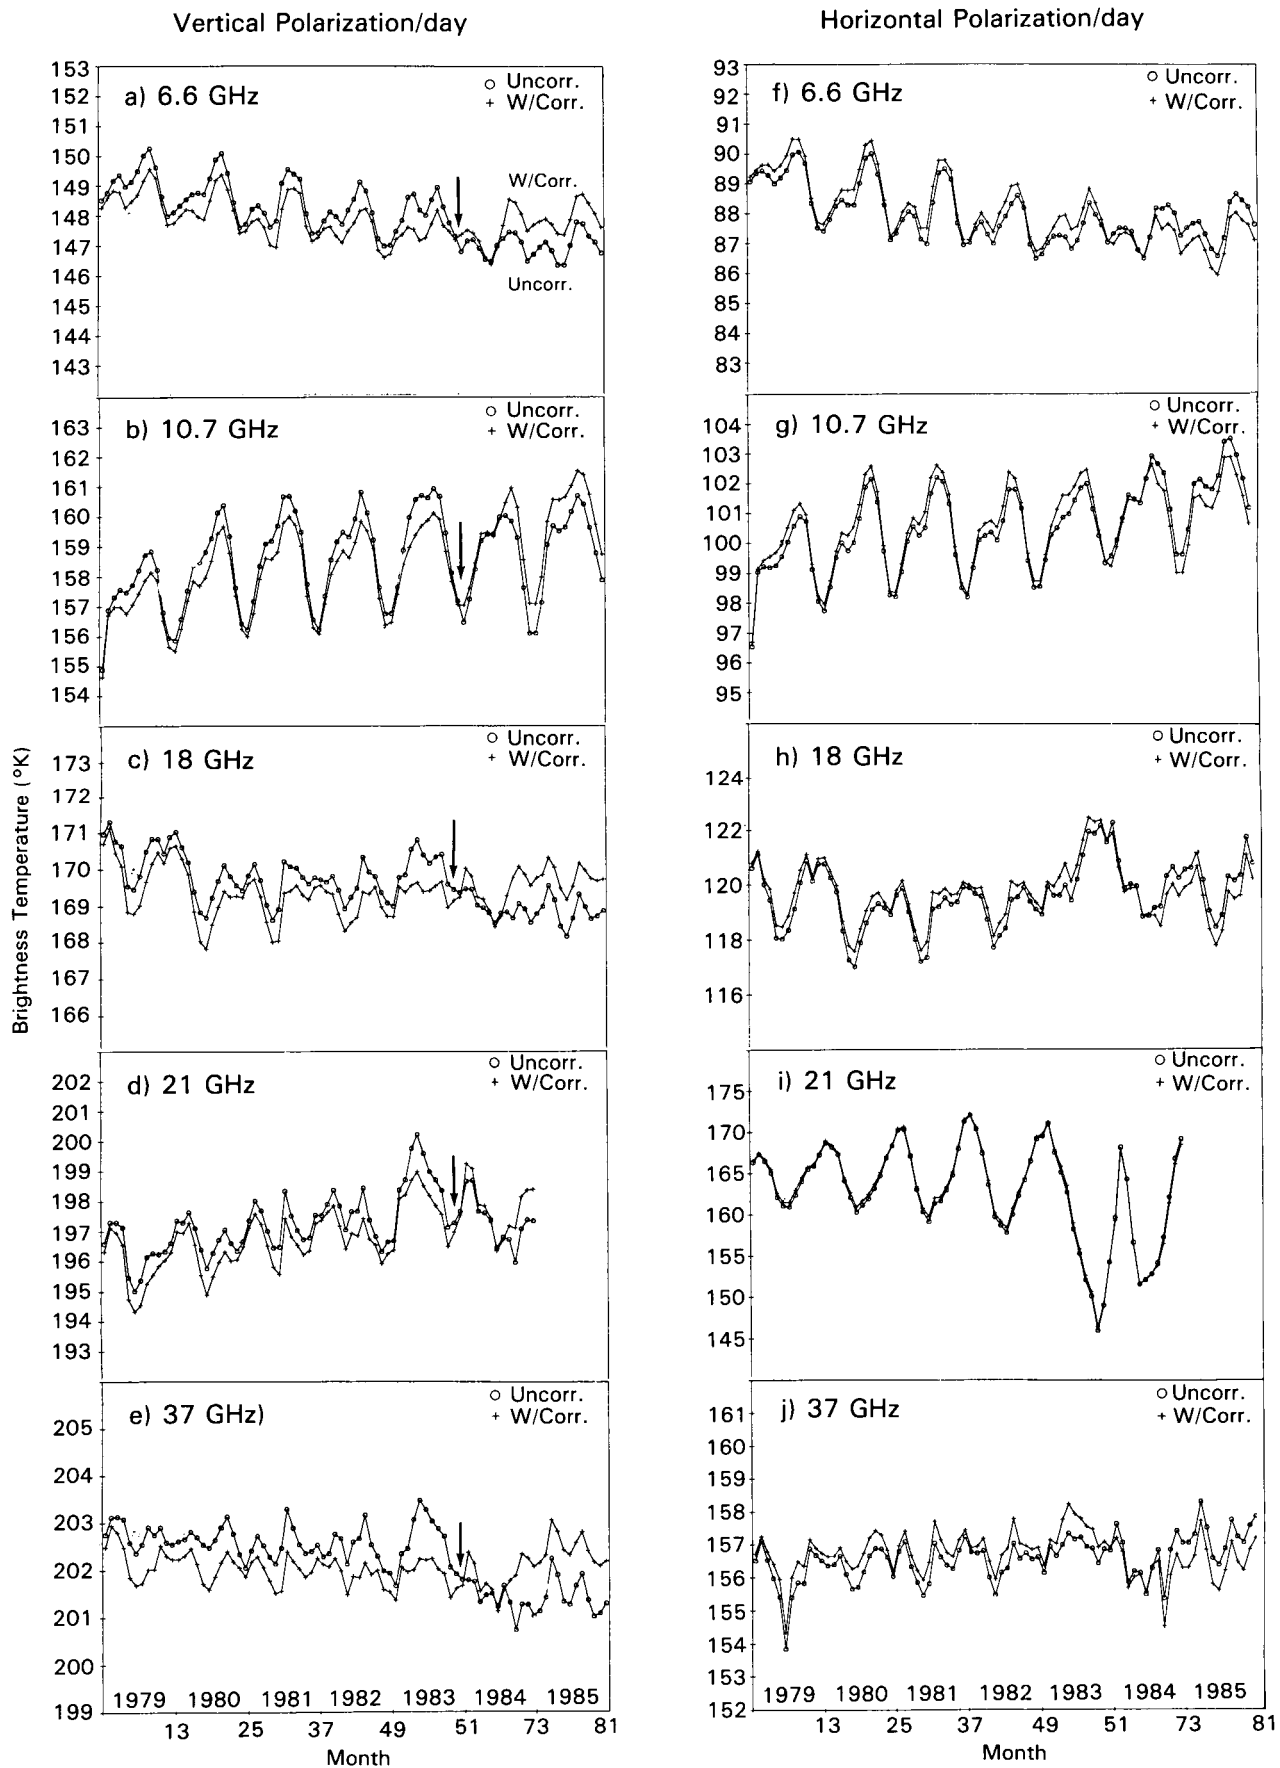 Vertical Polarization/day
Horizontal Polarization/day
Brightness Temperature (°K)
a) 6.6 GHz
o Uncorr.
+ W/Corr.
W/Corr.
Uncorr.
153
152
151
150
149
148
147
146
145
144
143
b) 10.7 GHz
o Uncorr.
+ W/Corr.
163
162
161
160
159
158
157
156
155
154
c) 18 GHz
o Uncorr.
+ W/Corr.
173
172
171
170
169
168
167
166
d) 21 GHz
o Uncorr.
+ W/Corr.
202
201
200
199
198
197
196
195
194
193
e) 37 GHz)
o Uncorr.
+ W/Corr.
205
204
203
202
201
200
199
1979 1980 1981 1982 1983 1984 1985
13 25 37 49 51 73 81
Month
f) 6.6 GHz
o Uncorr.
+ W/Corr.
93
92
91
90
89
88
87
86
85
84
83
g) 10.7 GHz
o Uncorr.
+ W/Corr.
104
103
102
101
100
99
98
97
96
95
h) 18 GHz
o Uncorr.
+ W/Corr.
124
122
120
118
116
i) 21 GHz
o Uncorr.
+ W/Corr.
175
170
165
160
155
150
145
j) 37 GHz
o Uncorr.
+ W/Corr.
161
160
159
158
157
156
155
154
153
152
1979 1980 1981 1982 1983 1984 1985
13 25 37 49 51 73 81
Month